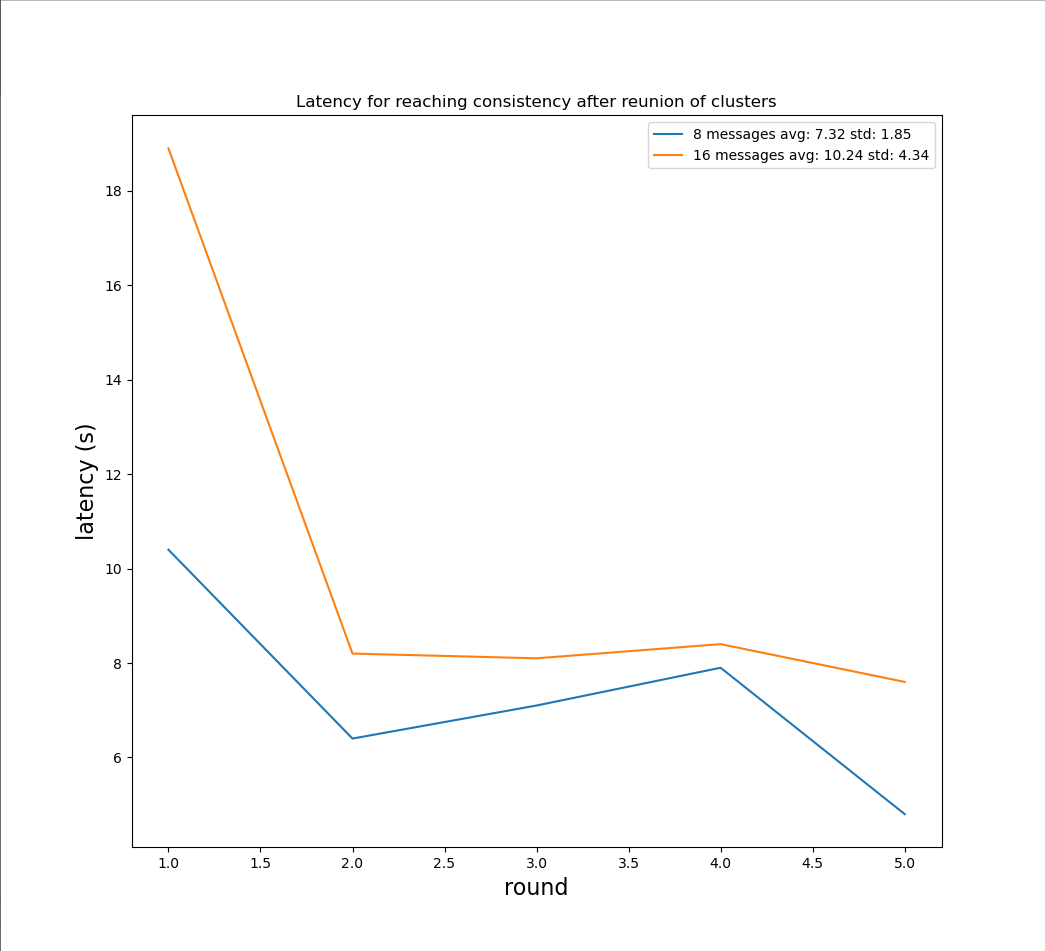 Latency for reaching consistency after reunion of clusters
8 messages avg: 7.32 std: 1.85
16 messages avg: 10.24 std: 4.34
18
16
14
12
10
8
6
latency (s)
1.0 1.5 2.0 2.5 3.0 3.5 4.0 4.5 5.0
round